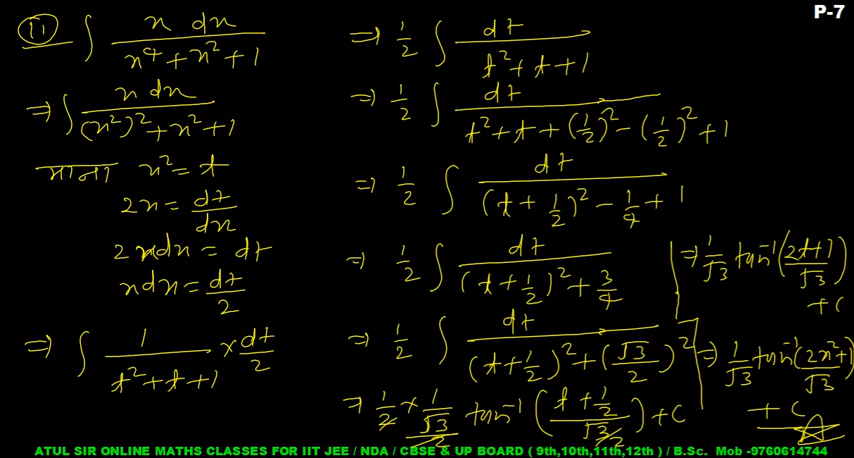 P-7
11) ∫ x dx / (x⁴ + x² + 1)
⇒ ∫ x dx / ((x²)² + x² + 1)
माना x² = t
2x = dt/dx
2xdx = dt
xdx = dt/2
⇒ ∫ 1/(t² + t + 1) × dt/2
⇒ 1/2 ∫ dt / (t² + t + 1)
⇒ 1/2 ∫ dt / (t² + t + (1/2)² - (1/2)² + 1)
⇒ 1/2 ∫ dt / ((t + 1/2)² - 1/4 + 1)
⇒ 1/2 ∫ dt / ((t + 1/2)² + 3/4)
⇒ 1/2 ∫ dt / ((t + 1/2)² + (√3/2)²)
⇒ 1/2 × 1/(√3/2) tan⁻¹((t + 1/2)/(√3/2)) + C
⇒ 1/√3 tan⁻¹((2t+1)/√3) + C
⇒ 1/√3 tan⁻¹((2x²+1)/√3) + C
ATUL SIR ONLINE MATHS CLASSES FOR IIT JEE / NDA / CBSE & UP BOARD ( 9th,10th,11th,12th ) / B.Sc. Mob -9760614744